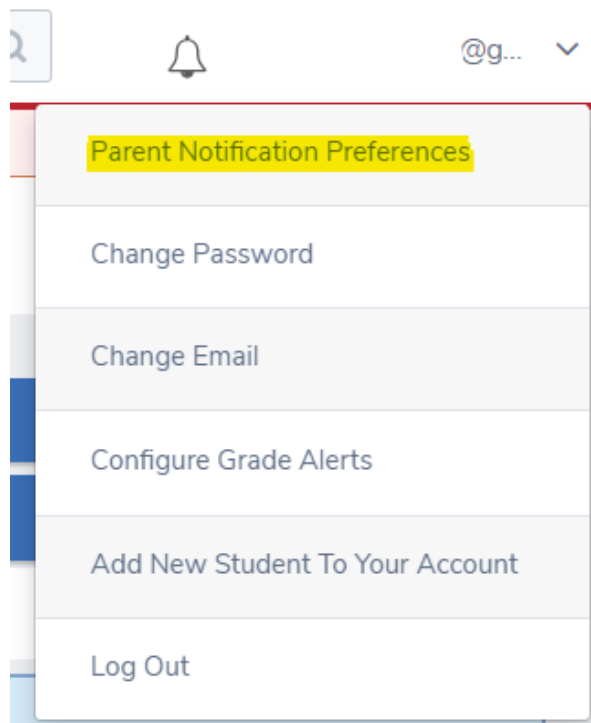 @g...
Parent Notification Preferences
Change Password
Change Email
Configure Grade Alerts
Add New Student To Your Account
Log Out